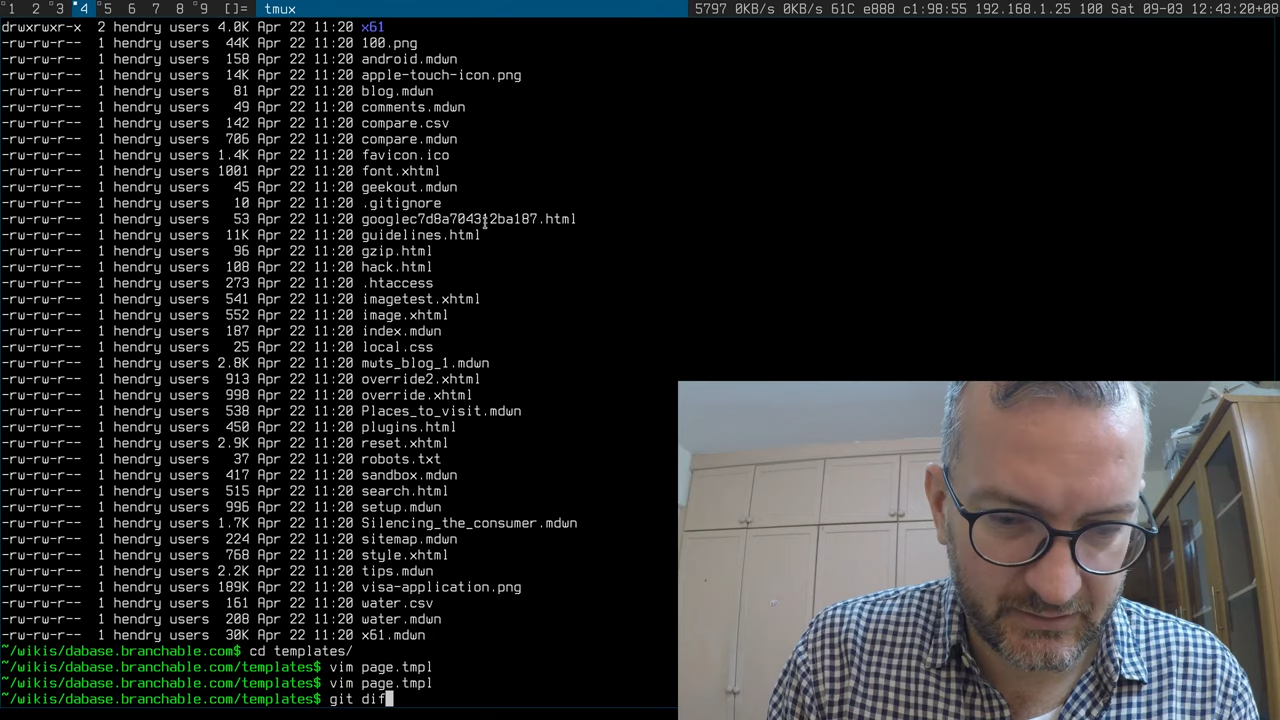 1 2 3 4 5 6 7 8 9 []= tmux 5797 0KB/s 0KB/s 61C e888 c1:98:55 192.168.1.25 100 Sat 09-03 12:43:20+08
drwxrwxr-x 2 hendry users 4.0K Apr 22 11:20 x61
-rw-rw-r-- 1 hendry users 44K Apr 22 11:20 100.png
-rw-rw-r-- 1 hendry users 158 Apr 22 11:20 android.mdwn
-rw-rw-r-- 1 hendry users 14K Apr 22 11:20 apple-touch-icon.png
-rw-rw-r-- 1 hendry users 81 Apr 22 11:20 blog.mdwn
-rw-rw-r-- 1 hendry users 49 Apr 22 11:20 comments.mdwn
-rw-rw-r-- 1 hendry users 142 Apr 22 11:20 compare.csv
-rw-rw-r-- 1 hendry users 706 Apr 22 11:20 compare.mdwn
-rw-rw-r-- 1 hendry users 1.4K Apr 22 11:20 favicon.ico
-rw-rw-r-- 1 hendry users 1001 Apr 22 11:20 font.xhtml
-rw-rw-r-- 1 hendry users 45 Apr 22 11:20 geekout.mdwn
-rw-rw-r-- 1 hendry users 10 Apr 22 11:20 .gitignore
-rw-rw-r-- 1 hendry users 53 Apr 22 11:20 googlec7d8a704312ba187.html
-rw-rw-r-- 1 hendry users 11K Apr 22 11:20 guidelines.html
-rw-rw-r-- 1 hendry users 96 Apr 22 11:20 gzip.html
-rw-rw-r-- 1 hendry users 108 Apr 22 11:20 hack.html
-rw-rw-r-- 1 hendry users 273 Apr 22 11:20 .htaccess
-rw-rw-r-- 1 hendry users 541 Apr 22 11:20 imagetest.xhtml
-rw-rw-r-- 1 hendry users 552 Apr 22 11:20 image.xhtml
-rw-rw-r-- 1 hendry users 187 Apr 22 11:20 index.mdwn
-rw-rw-r-- 1 hendry users 25 Apr 22 11:20 local.css
-rw-rw-r-- 1 hendry users 2.8K Apr 22 11:20 mwts_blog_1.mdwn
-rw-rw-r-- 1 hendry users 913 Apr 22 11:20 override2.xhtml
-rw-rw-r-- 1 hendry users 998 Apr 22 11:20 override.xhtml
-rw-rw-r-- 1 hendry users 538 Apr 22 11:20 Places_to_visit.mdwn
-rw-rw-r-- 1 hendry users 450 Apr 22 11:20 plugins.html
-rw-rw-r-- 1 hendry users 2.9K Apr 22 11:20 reset.xhtml
-rw-rw-r-- 1 hendry users 37 Apr 22 11:20 robots.txt
-rw-rw-r-- 1 hendry users 417 Apr 22 11:20 sandbox.mdwn
-rw-rw-r-- 1 hendry users 515 Apr 22 11:20 search.html
-rw-rw-r-- 1 hendry users 996 Apr 22 11:20 setup.mdwn
-rw-rw-r-- 1 hendry users 1.7K Apr 22 11:20 Silencing_the_consumer.mdwn
-rw-rw-r-- 1 hendry users 224 Apr 22 11:20 sitemap.mdwn
-rw-rw-r-- 1 hendry users 768 Apr 22 11:20 style.xhtml
-rw-rw-r-- 1 hendry users 2.2K Apr 22 11:20 tips.mdwn
-rw-rw-r-- 1 hendry users 189K Apr 22 11:20 visa-application.png
-rw-rw-r-- 1 hendry users 161 Apr 22 11:20 water.csv
-rw-rw-r-- 1 hendry users 208 Apr 22 11:20 water.mdwn
-rw-rw-r-- 1 hendry users 30K Apr 22 11:20 x61.mdwn
~/wikis/dabase.branchable.com$ cd templates/
~/wikis/dabase.branchable.com/templates$ vim page.tmpl
~/wikis/dabase.branchable.com/templates$ vim page.tmpl
~/wikis/dabase.branchable.com/templates$ git dif